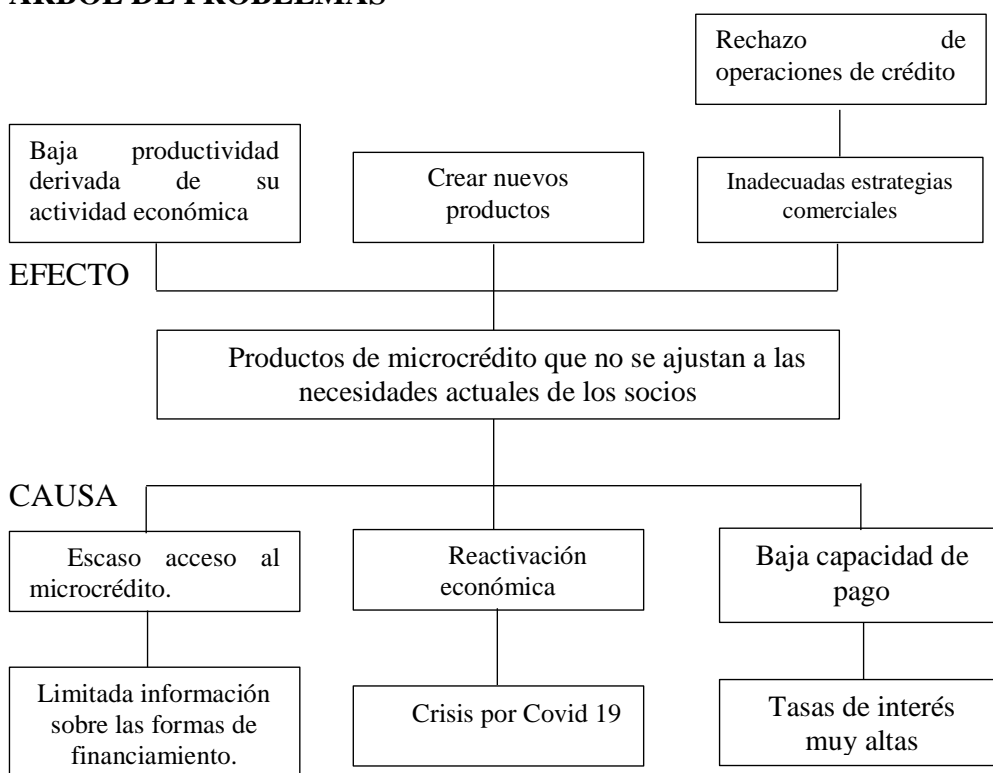 ÁRBOL DE PROBLEMAS
Rechazo de
operaciones de crédito
Baja productividad
derivada de su
actividad económica
Crear nuevos
productos
Inadecuadas estrategias
comerciales
EFECTO
Productos de microcrédito que no se ajustan a las
necesidades actuales de los socios
CAUSA
Escaso acceso al
microcrédito.
Reactivación
económica
Baja capacidad de
pago
Limitada información
sobre las formas de
financiamiento.
Crisis por Covid 19
Tasas de interés
muy altas